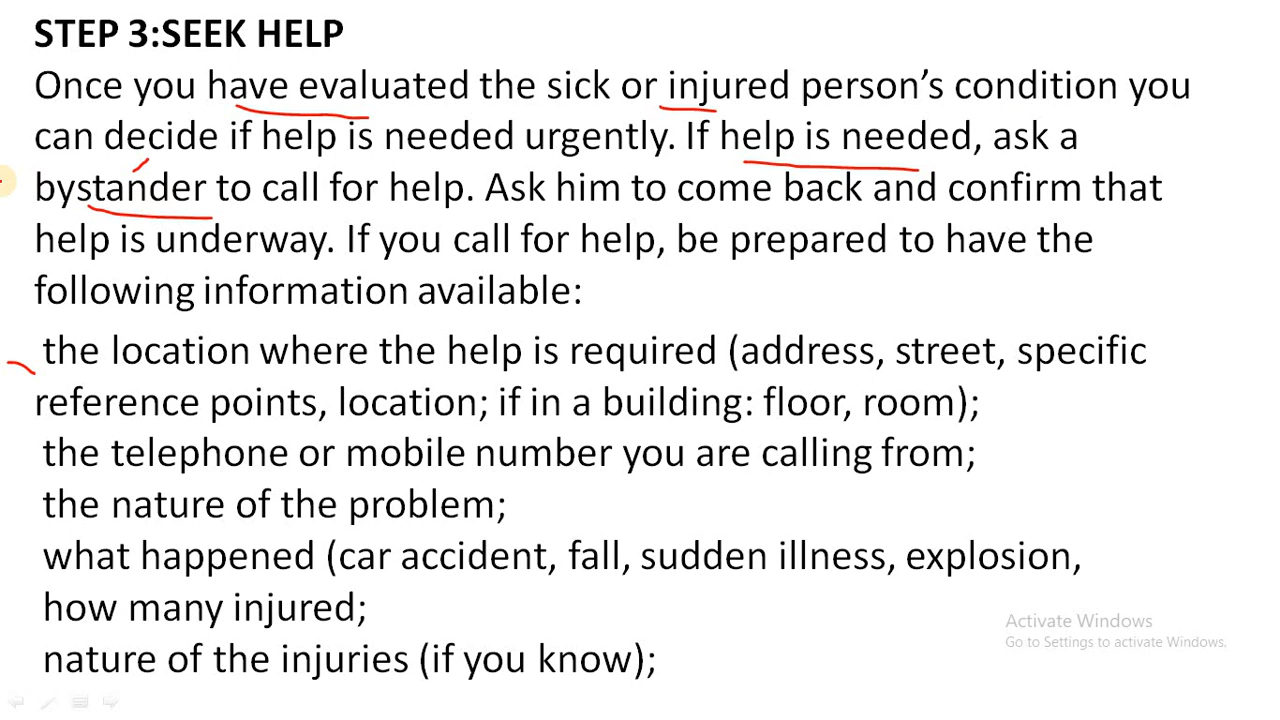 STEP 3:SEEK HELP
Once you have evaluated the sick or injured person’s condition you
can decide if help is needed urgently. If help is needed, ask a
bystander to call for help. Ask him to come back and confirm that
help is underway. If you call for help, be prepared to have the
following information available:
the location where the help is required (address, street, specific
reference points, location; if in a building: floor, room);
the telephone or mobile number you are calling from;
the nature of the problem;
what happened (car accident, fall, sudden illness, explosion,
how many injured;
nature of the injuries (if you know);
Activate Windows
Go to Settings to activate Windows.